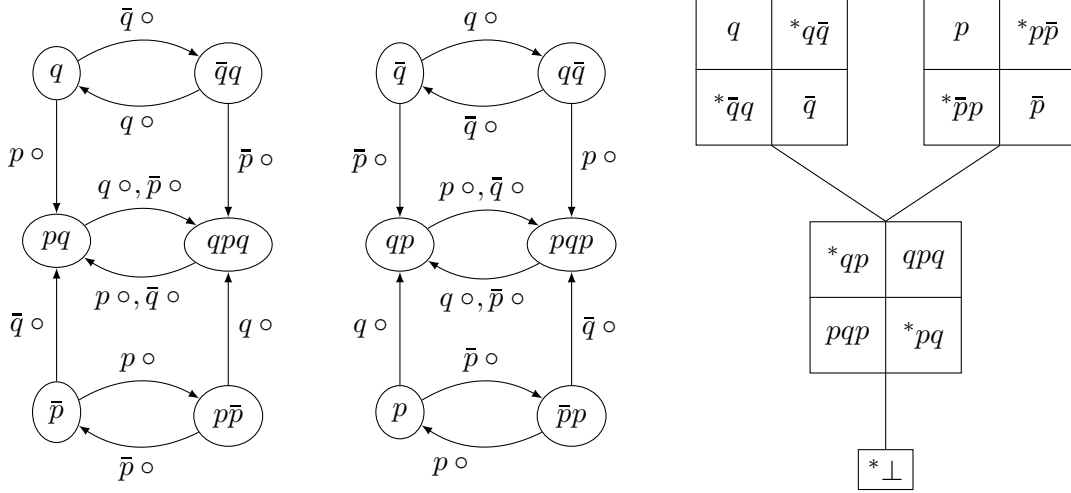 q̄ ∘
q q̄q
q ∘
p ∘ p̄ ∘
q ∘, p̄ ∘
pq qpq
p ∘, q̄ ∘
q̄ ∘ q ∘
p ∘
p̄ pp̄
p̄ ∘
q ∘
q̄ qq̄
q̄ ∘
p̄ ∘ p ∘
p ∘, q̄ ∘
qp pqp
q ∘, p̄ ∘
q ∘ q̄ ∘
p̄ ∘
p p̄p
p ∘
q *qq̄
*q̄q q̄
p *pp̄
*p̄p p̄
*qp qpq
pqp *pq
*⊥